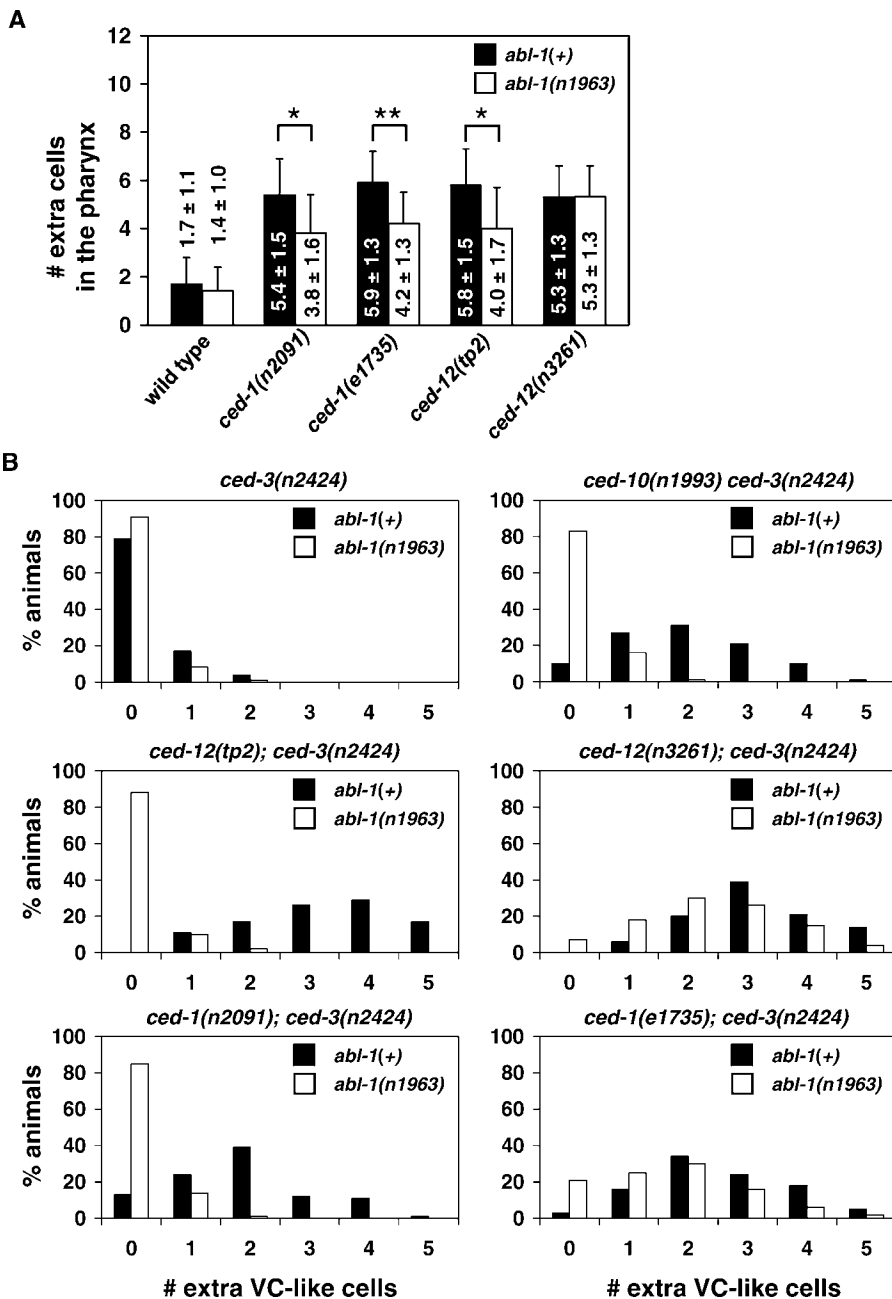 A
12
10
8
6
4
2
0
# extra cells
in the pharynx
abl-1(+)
abl-1(n1963)
* ** *
1.7 ± 1.1
1.4 ± 1.0
5.4 ± 1.5
3.8 ± 1.6
5.9 ± 1.3
4.2 ± 1.3
5.8 ± 1.5
4.0 ± 1.7
5.3 ± 1.3
5.3 ± 1.3
wild type
ced-1(n2091)
ced-1(e1735)
ced-12(tp2)
ced-12(n3261)
B
ced-3(n2424)
% animals
100
80
60
40
20
0
abl-1(+)
abl-1(n1963)
0 1 2 3 4 5
ced-10(n1993) ced-3(n2424)
% animals
100
80
60
40
20
0
abl-1(+)
abl-1(n1963)
0 1 2 3 4 5
ced-12(tp2); ced-3(n2424)
% animals
100
80
60
40
20
0
abl-1(+)
abl-1(n1963)
0 1 2 3 4 5
ced-12(n3261); ced-3(n2424)
% animals
100
80
60
40
20
0
abl-1(+)
abl-1(n1963)
0 1 2 3 4 5
ced-1(n2091); ced-3(n2424)
% animals
100
80
60
40
20
0
abl-1(+)
abl-1(n1963)
0 1 2 3 4 5
# extra VC-like cells
ced-1(e1735); ced-3(n2424)
% animals
100
80
60
40
20
0
abl-1(+)
abl-1(n1963)
0 1 2 3 4 5
# extra VC-like cells